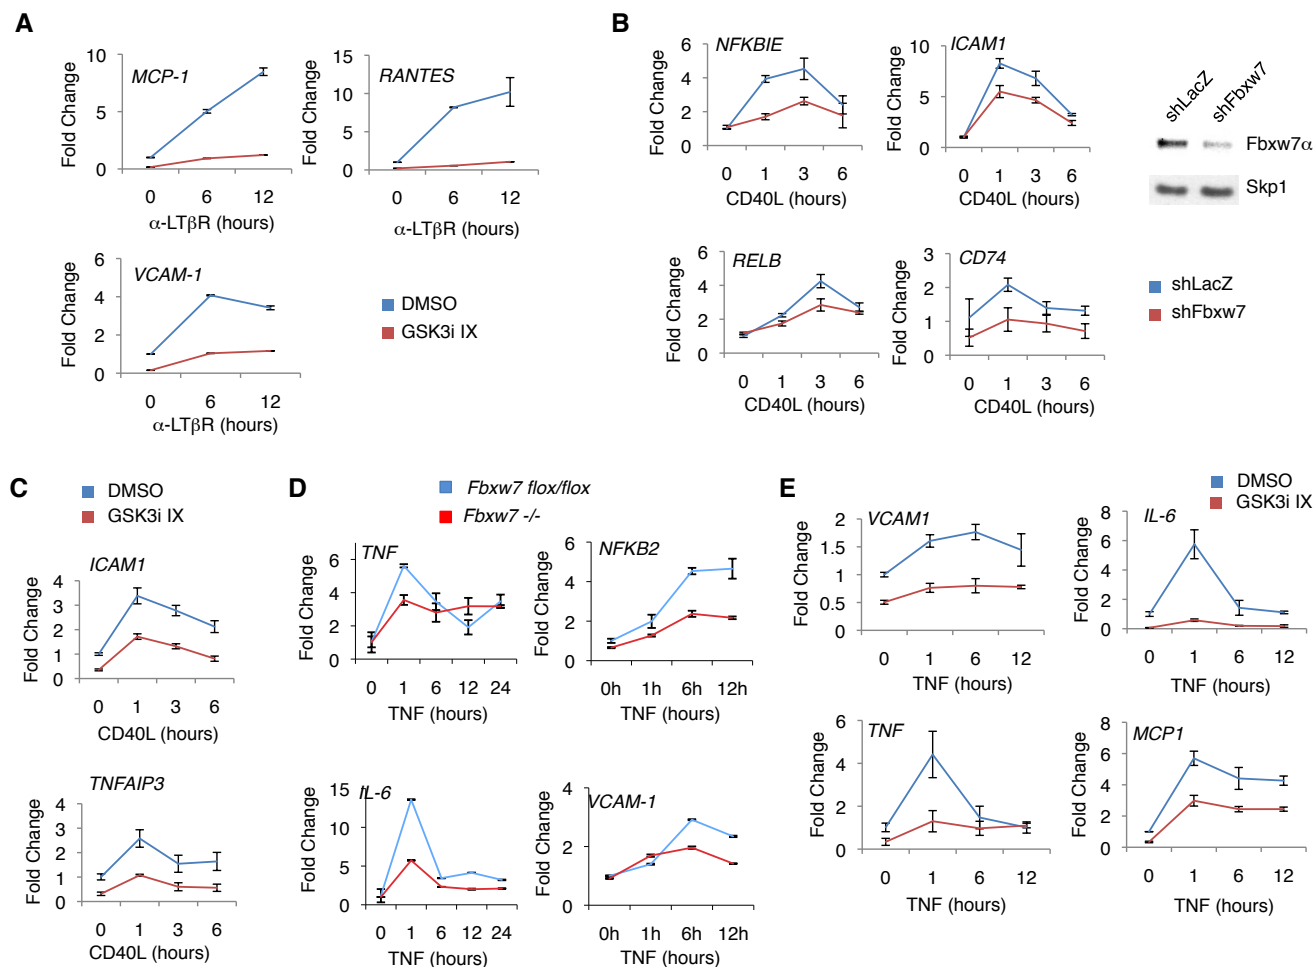 A
MCP-1
Fold Change
10
5
0
0 6 12
α-LTβR (hours)
RANTES
Fold Change
15
10
5
0
0 6 12
α-LTβR (hours)
VCAM-1
Fold Change
6
4
2
0
0 6 12
α-LTβR (hours)
DMSO
GSK3i IX
B
NFKBIE
Fold Change
6
4
2
0
0 1 3 6
CD40L (hours)
ICAM1
Fold Change
10
5
0
0 1 3 6
CD40L (hours)
shLacZ
shFbxw7
Fbxw7α
Skp1
RELB
Fold Change
6
4
2
0
0 1 3 6
CD40L (hours)
CD74
Fold Change
3
2
1
0
0 1 3 6
CD40L (hours)
shLacZ
shFbxw7
C
DMSO
GSK3i IX
ICAM1
Fold Change
4
3
2
1
0
0 1 3 6
CD40L (hours)
TNFAIP3
Fold Change
4
3
2
1
0
0 1 3 6
CD40L (hours)
D
Fbxw7 flox/flox
Fbxw7 -/-
TNF
Fold Change
6
4
2
0
0 1 6 12 24
TNF (hours)
NFKB2
Fold Change
6
4
2
0
0h 1h 6h 12h
TNF (hours)
IL-6
Fold Change
15
10
5
0
0 1 6 12 24
TNF (hours)
VCAM-1
Fold Change
4
2
0
0h 1h 6h 12h
TNF (hours)
E
DMSO
GSK3i IX
VCAM1
Fold Change
2
1.5
1
0.5
0
0 1 6 12
TNF (hours)
IL-6
Fold Change
8
6
4
2
0
0 1 6 12
TNF (hours)
TNF
Fold Change
6
4
2
0
0 1 6 12
TNF (hours)
MCP1
Fold Change
8
6
4
2
0
0 1 6 12
TNF (hours)